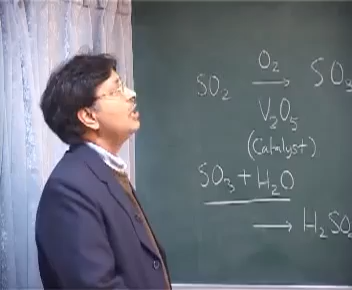 SO₂ —O₂→ SO₃
V₂O₅
(Catalyst)
SO₃ + H₂O
→ H₂SO₄